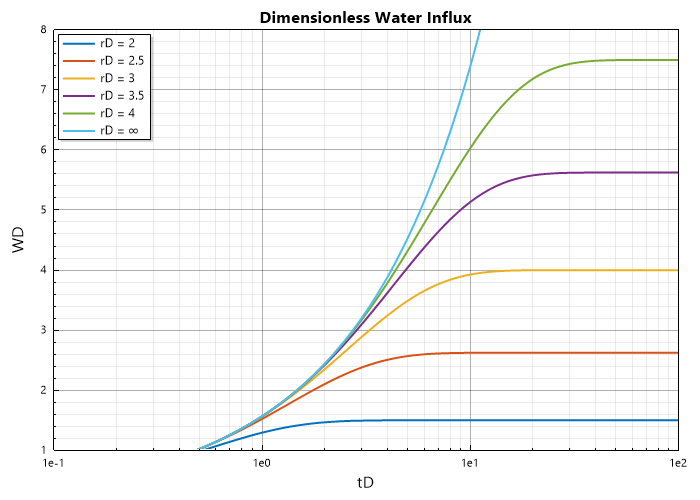 Dimensionless Water Influx
rD = 2
rD = 2.5
rD = 3
rD = 3.5
rD = 4
rD = ∞
8
7
6
5
4
3
2
1
WD
1e-1 1e0 1e1 1e2
tD